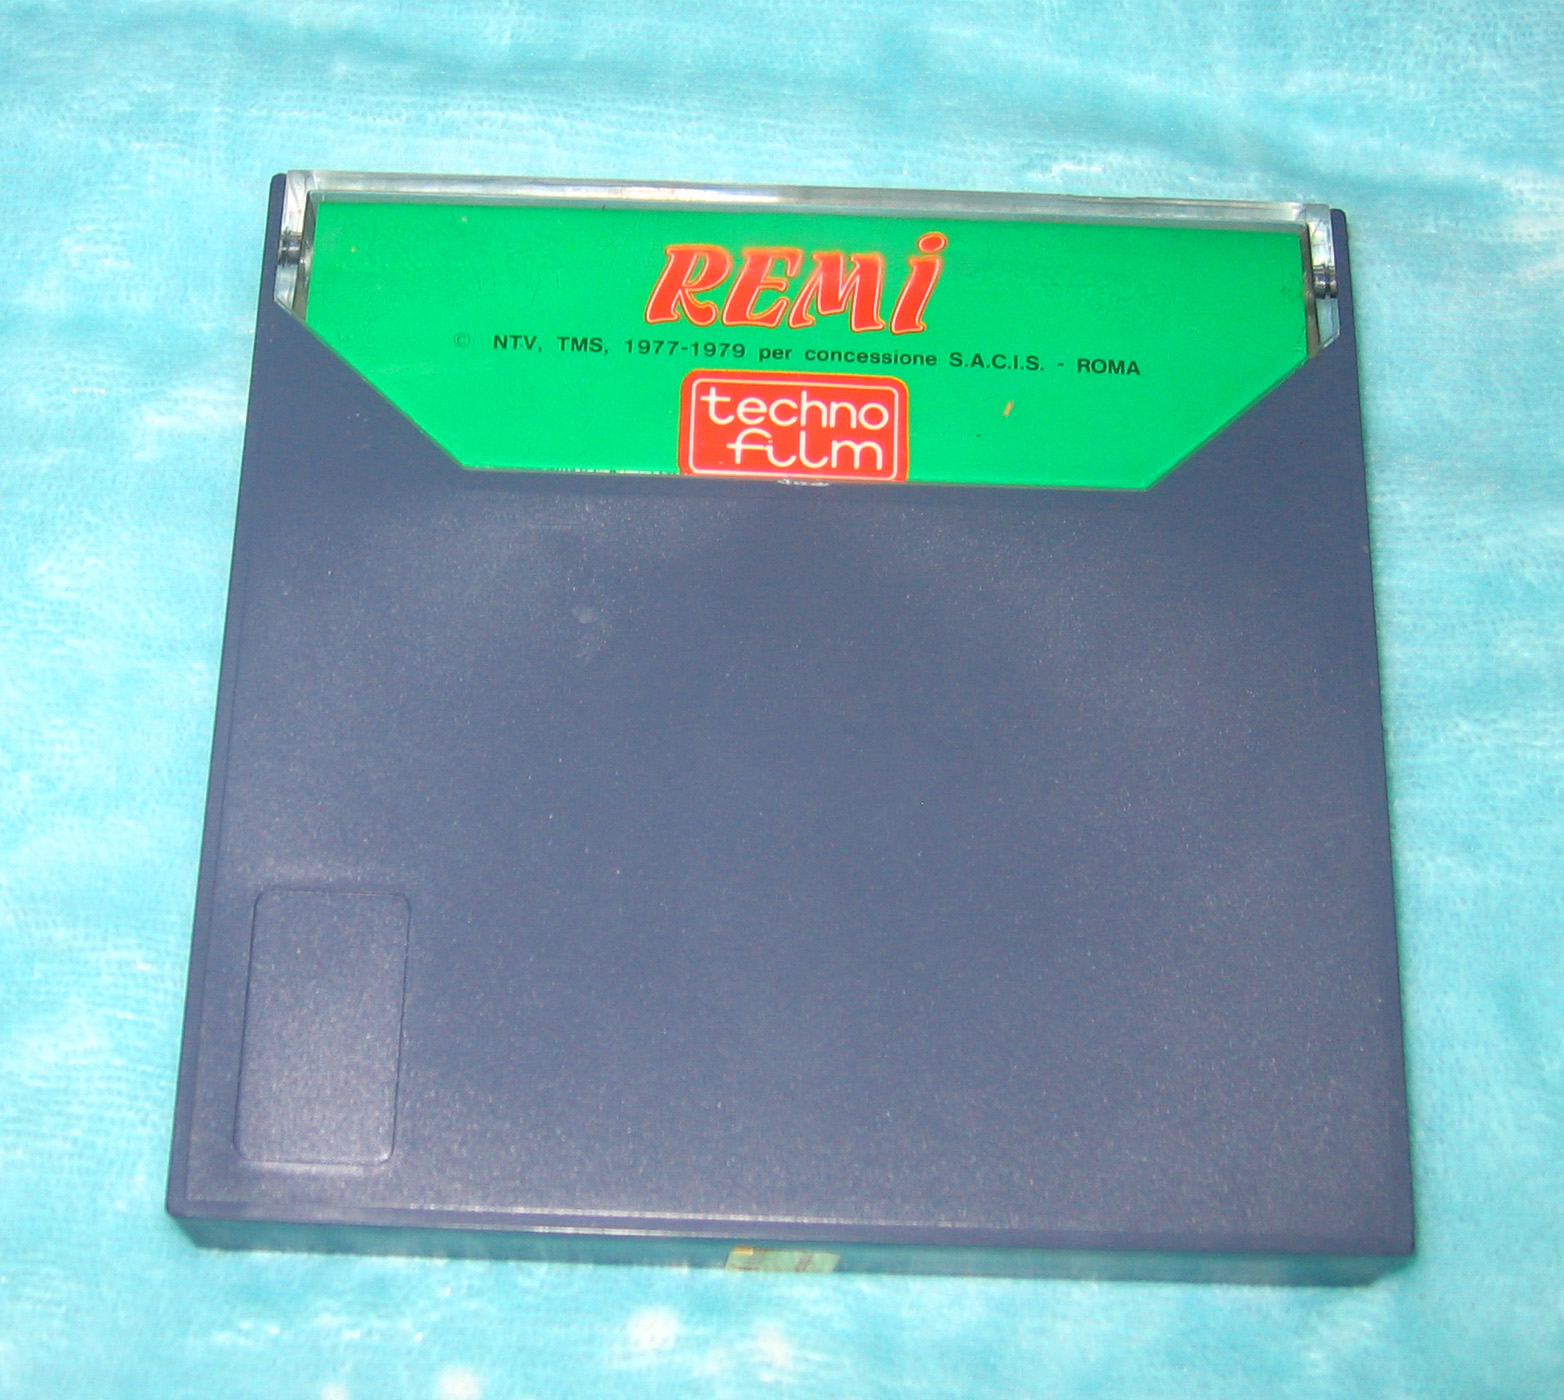 REMi
© NTV, TMS, 1977-1979 per concessione S.A.C.I.S. - ROMA
techno
film